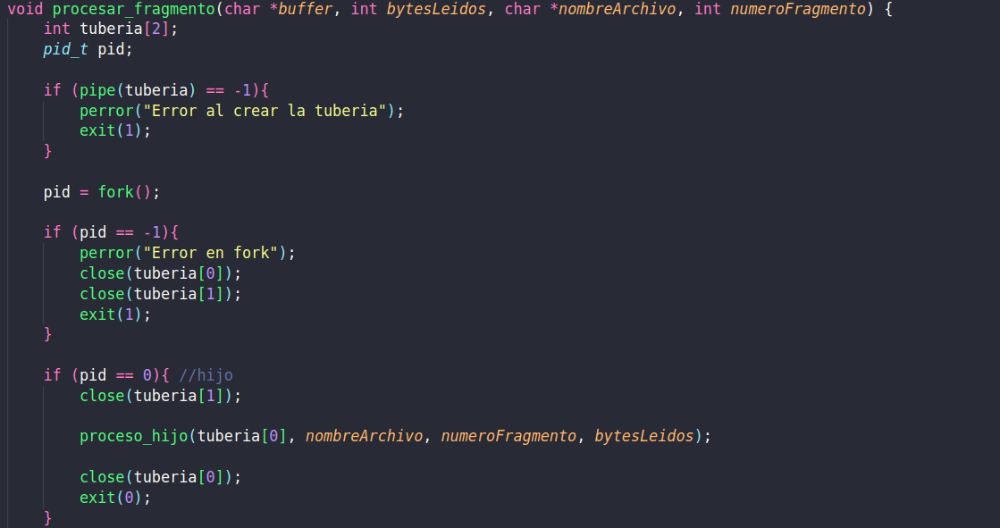 void procesar_fragmento(char *buffer, int bytesLeidos, char *nombreArchivo, int numeroFragmento) {
    int tuberia[2];
    pid_t pid;

    if (pipe(tuberia) == -1){
        perror("Error al crear la tuberia");
        exit(1);
    }

    pid = fork();

    if (pid == -1){
        perror("Error en fork");
        close(tuberia[0]);
        close(tuberia[1]);
        exit(1);
    }

    if (pid == 0){ //hijo
        close(tuberia[1]);

        proceso_hijo(tuberia[0], nombreArchivo, numeroFragmento, bytesLeidos);

        close(tuberia[0]);
        exit(0);
    }